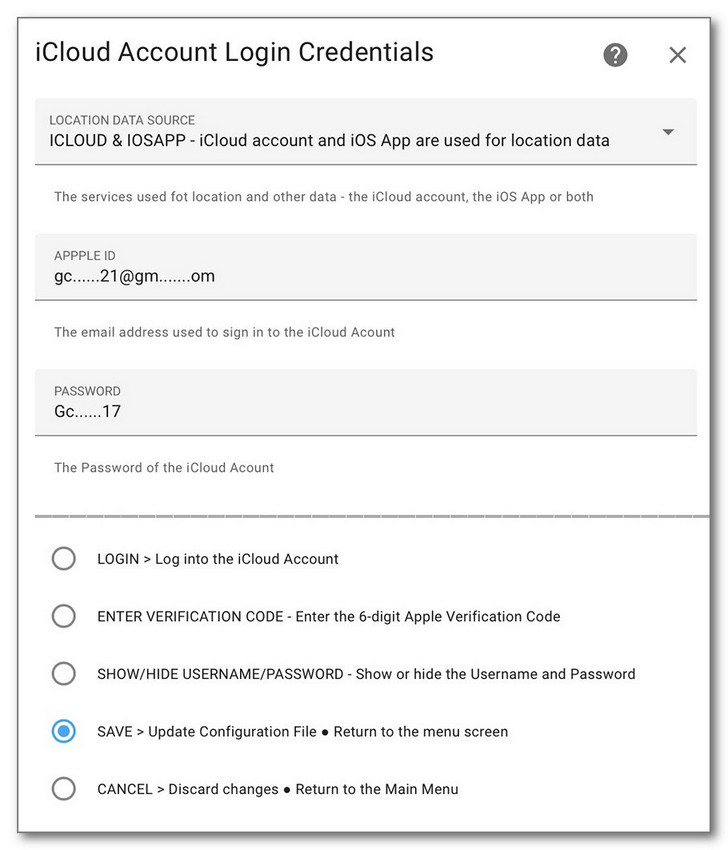 iCloud Account Login Credentials
LOCATION DATA SOURCE
ICLOUD & IOSAPP - iCloud account and iOS App are used for location data
The services used fot location and other data - the iCloud account, the iOS App or both
APPPLE ID
gc......21@gm.......om
The email address used to sign in to the iCloud Acount
PASSWORD
Gc......17
The Password of the iCloud Acount
LOGIN > Log into the iCloud Account
ENTER VERIFICATION CODE - Enter the 6-digit Apple Verification Code
SHOW/HIDE USERNAME/PASSWORD - Show or hide the Username and Password
SAVE > Update Configuration File ● Return to the menu screen
CANCEL > Discard changes ● Return to the Main Menu